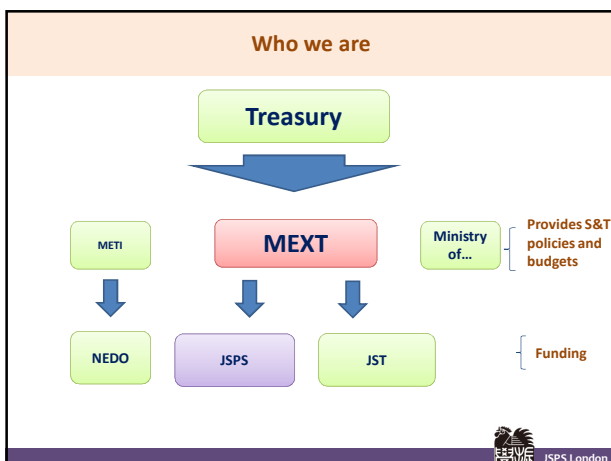 Who we are
Treasury
METI
MEXT
Ministry
of...
Provides S&T
policies and
budgets
NEDO
JSPS
JST
Funding
JSPS London